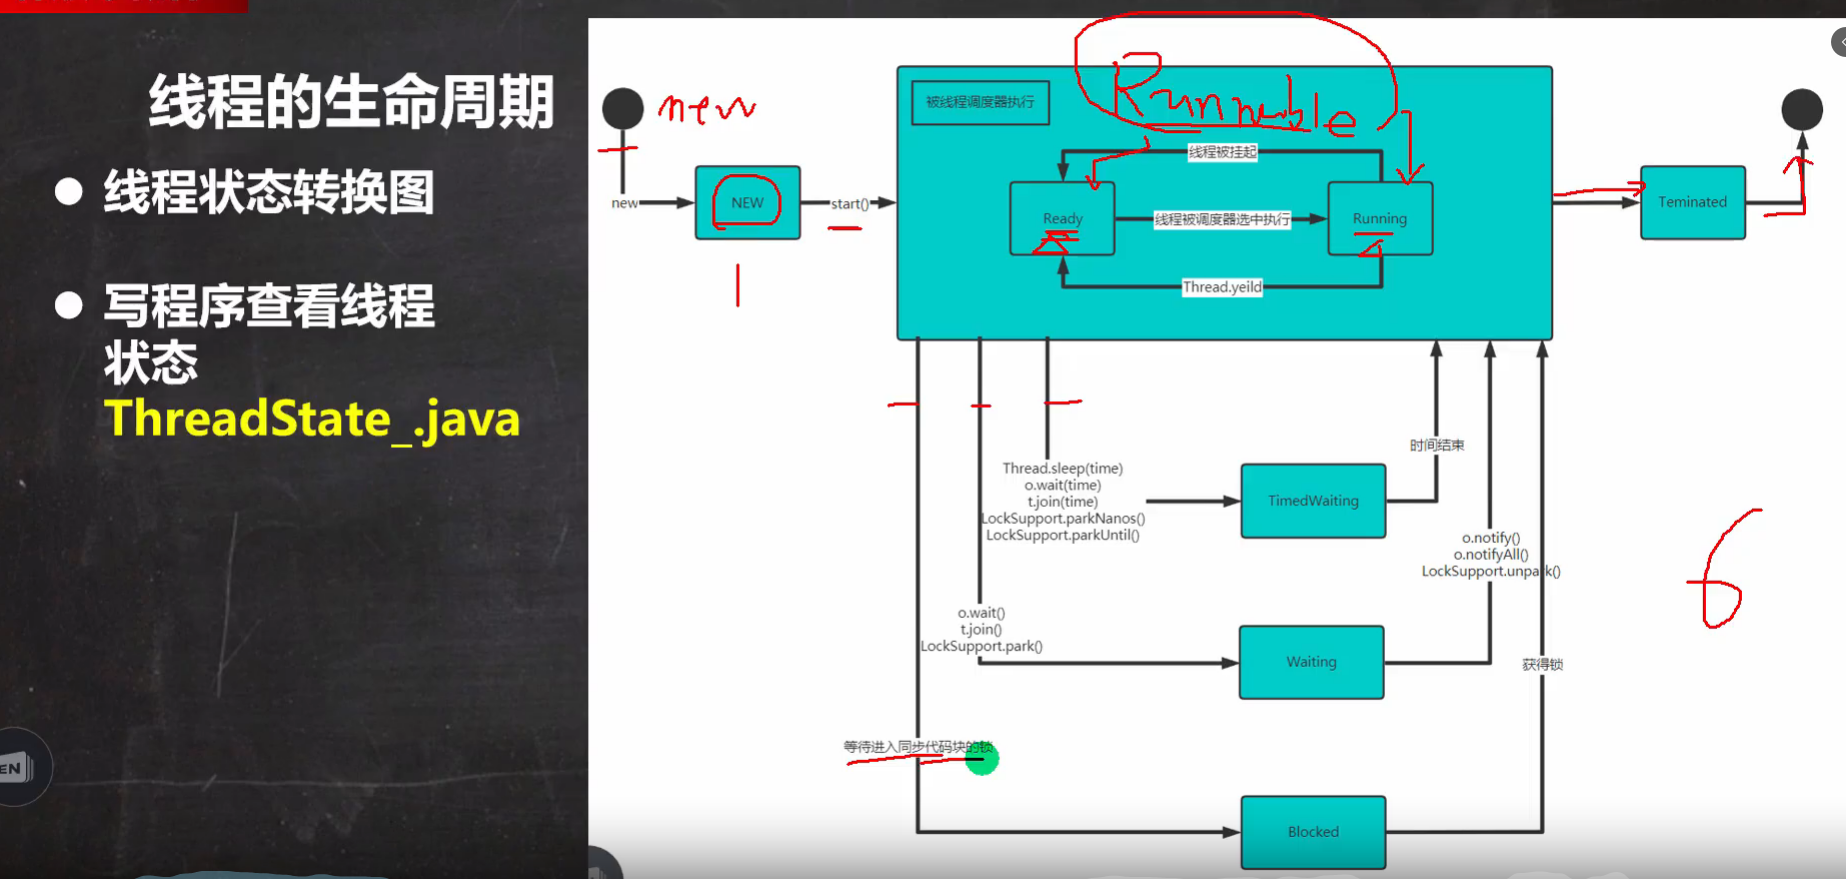 线程的生命周期
线程状态转换图
写程序查看线程
状态
ThreadState_.java
new
new
NEW
start()
被线程调度器执行
Runnable
线程被挂起
Ready
线程被调度器选中执行
Running
Thread.yeild
Teminated
Thread.sleep(time)
o.wait(time)
t.join(time)
LockSupport.parkNanos()
LockSupport.parkUntil()
TimedWaiting
时间结束
o.wait()
t.join()
LockSupport.park()
Waiting
o.notify()
o.notifyAll()
LockSupport.unpark()
等待进入同步代码块的锁
Blocked
获得锁
1
6
EN